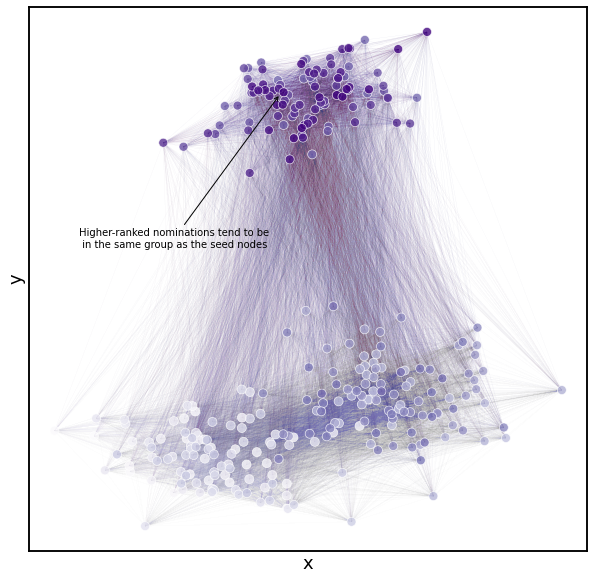 Higher-ranked nominations tend to be
in the same group as the seed nodes
y
x